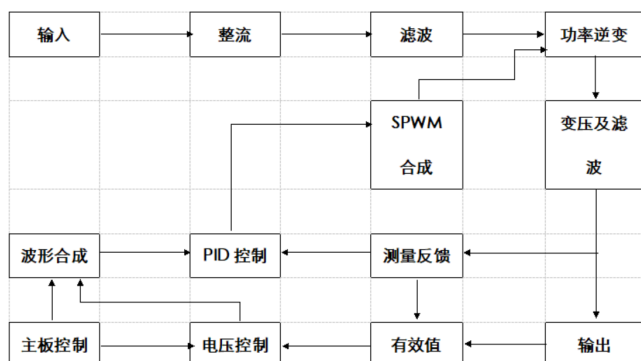 输入
整流
滤波
功率逆变
SPWM
合成
变压及滤
波
波形合成
PID 控制
测量反馈
主板控制
电压控制
有效值
输出